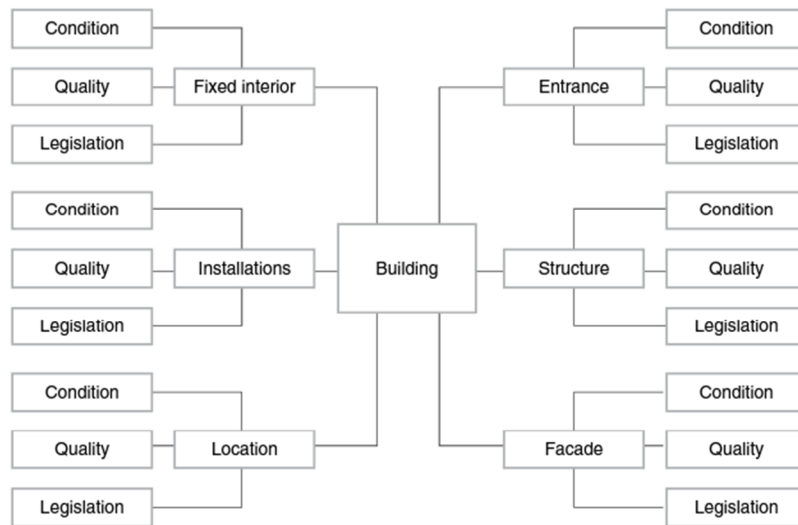 Condition
Quality
Fixed interior
Legislation
Condition
Quality
Installations
Legislation
Condition
Quality
Location
Legislation
Building
Condition
Entrance
Quality
Legislation
Condition
Structure
Quality
Legislation
Condition
Facade
Quality
Legislation